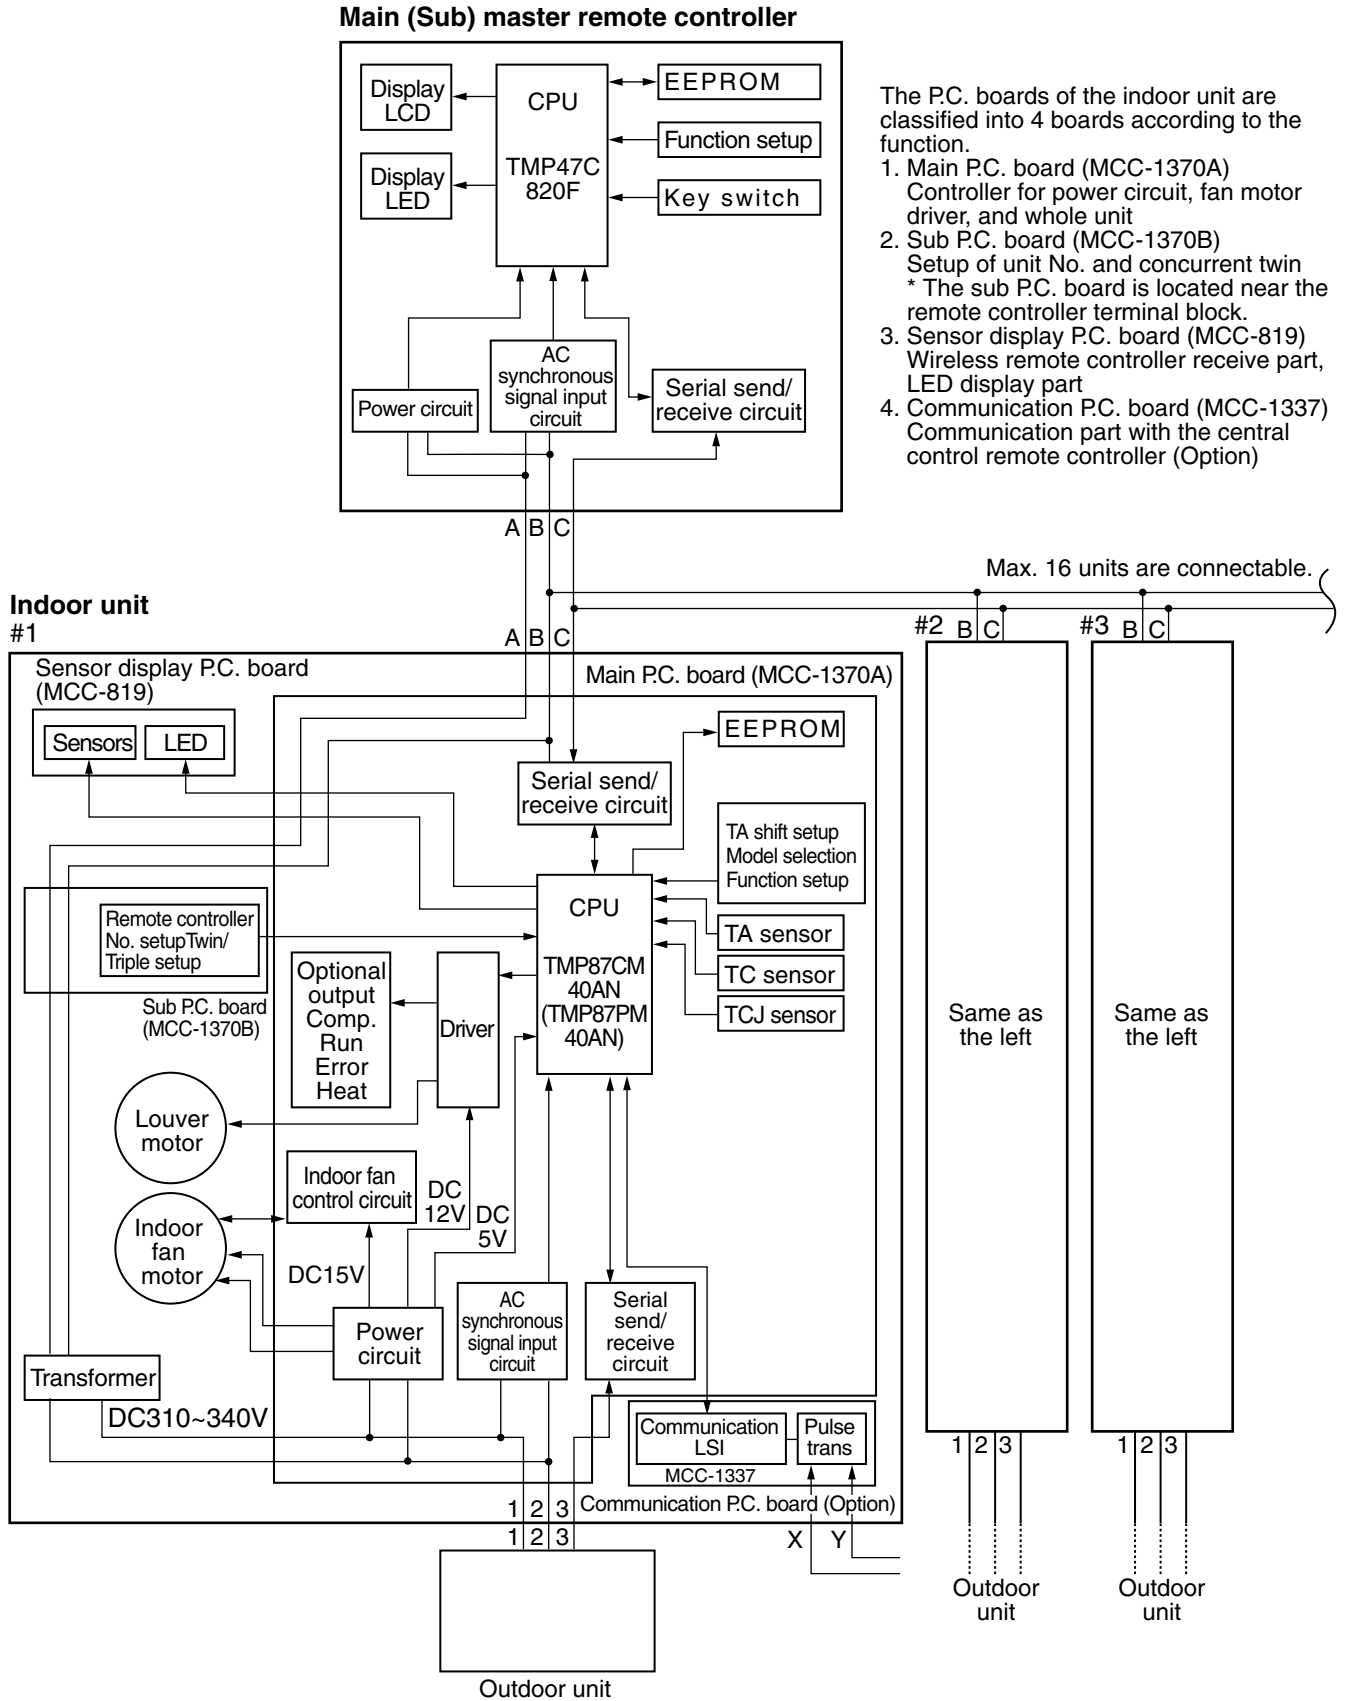 Main (Sub) master remote controller
Display
LCD
CPU
TMP47C
820F
EEPROM
Function setup
Display
LED
Key switch
AC
synchronous
signal input
circuit
Power circuit
Serial send/
receive circuit
A B C
The P.C. boards of the indoor unit are
classified into 4 boards according to the
function.
1. Main P.C. board (MCC-1370A)
Controller for power circuit, fan motor
driver, and whole unit
2. Sub P.C. board (MCC-1370B)
Setup of unit No. and concurrent twin
* The sub P.C. board is located near the
remote controller terminal block.
3. Sensor display P.C. board (MCC-819)
Wireless remote controller receive part,
LED display part
4. Communication P.C. board (MCC-1337)
Communication part with the central
control remote controller (Option)
Max. 16 units are connectable.
Indoor unit
#1
A B C
#2 B C
#3 B C
Sensor display P.C. board
(MCC-819)
Main P.C. board (MCC-1370A)
Sensors
LED
EEPROM
Serial send/
receive circuit
TA shift setup
Model selection
Function setup
CPU
TMP87CM
40AN
(TMP87PM
40AN)
TA sensor
TC sensor
TCJ sensor
Remote controller
No. setupTwin/
Triple setup
Sub P.C. board
(MCC-1370B)
Optional
output
Comp.
Run
Error
Heat
Driver
Louver
motor
Indoor fan
control circuit
DC
12V
DC
5V
Indoor
fan
motor
DC15V
Power
circuit
AC
synchronous
signal input
circuit
Serial
send/
receive
circuit
Transformer
DC310~340V
Communication
LSI
Pulse
trans
MCC-1337
Communication P.C. board (Option)
1 2 3
1 2 3
X Y
Outdoor unit
Same as
the left
1 2 3
Outdoor
unit
Same as
the left
1 2 3
Outdoor
unit